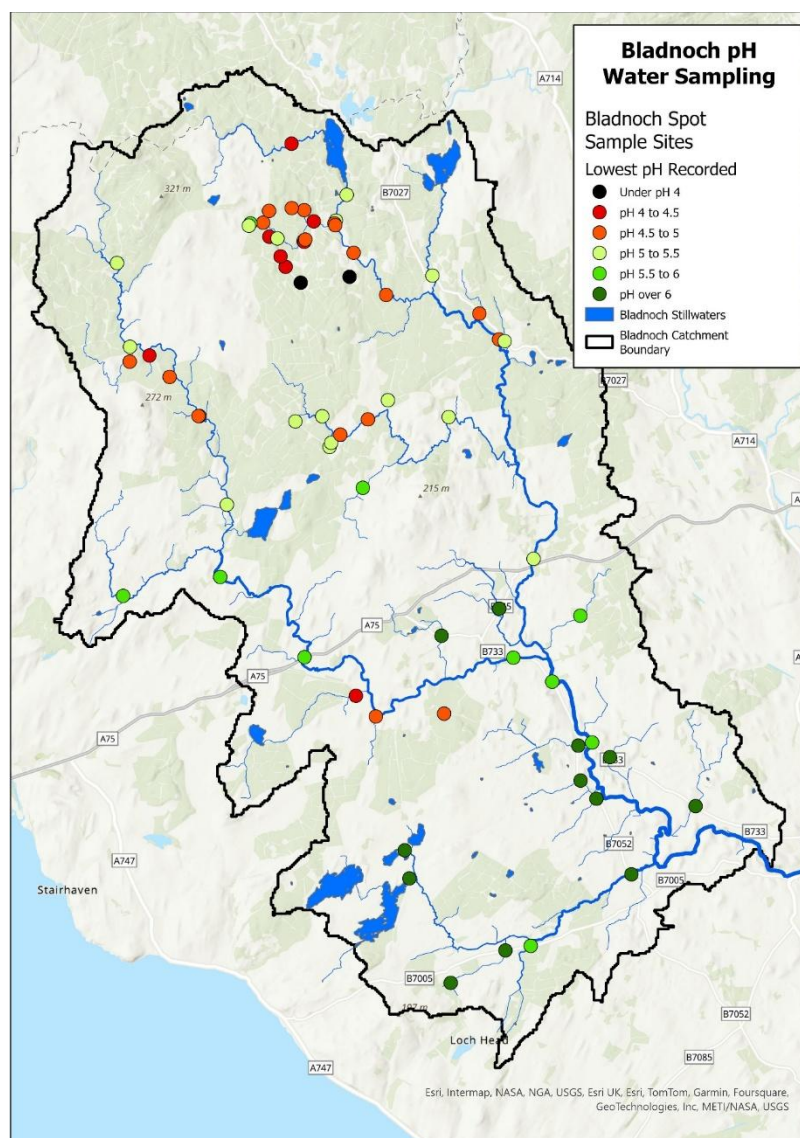 Bladnoch pH
Water Sampling
Bladnoch Spot
Sample Sites
Lowest pH Recorded
Under pH 4
pH 4 to 4.5
pH 4.5 to 5
pH 5 to 5.5
pH 5.5 to 6
pH over 6
Bladnoch Stillwaters
Bladnoch Catchment
Boundary
A714
B7027
321 m
B7027
272 m
A714
215 m
A75
B733
A75
A75
B7052
B733
A747
B7005
Stairhaven
B7005
197 m
B7052
Loch Head
B7085
A747
Esri, Intermap, NASA, NGA, USGS, Esri UK, Esri, TomTom, Garmin, Foursquare,
GeoTechnologies, Inc, METI/NASA, USGS